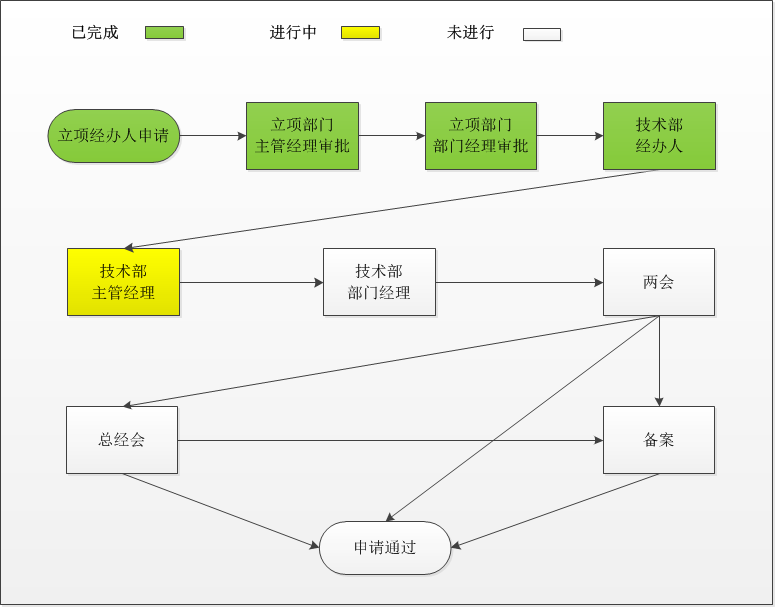 已完成
进行中
未进行
立项经办人申请
立项部门
主管经理审批
立项部门
部门经理审批
技术部
经办人
技术部
主管经理
技术部
部门经理
两会
总经会
备案
申请通过